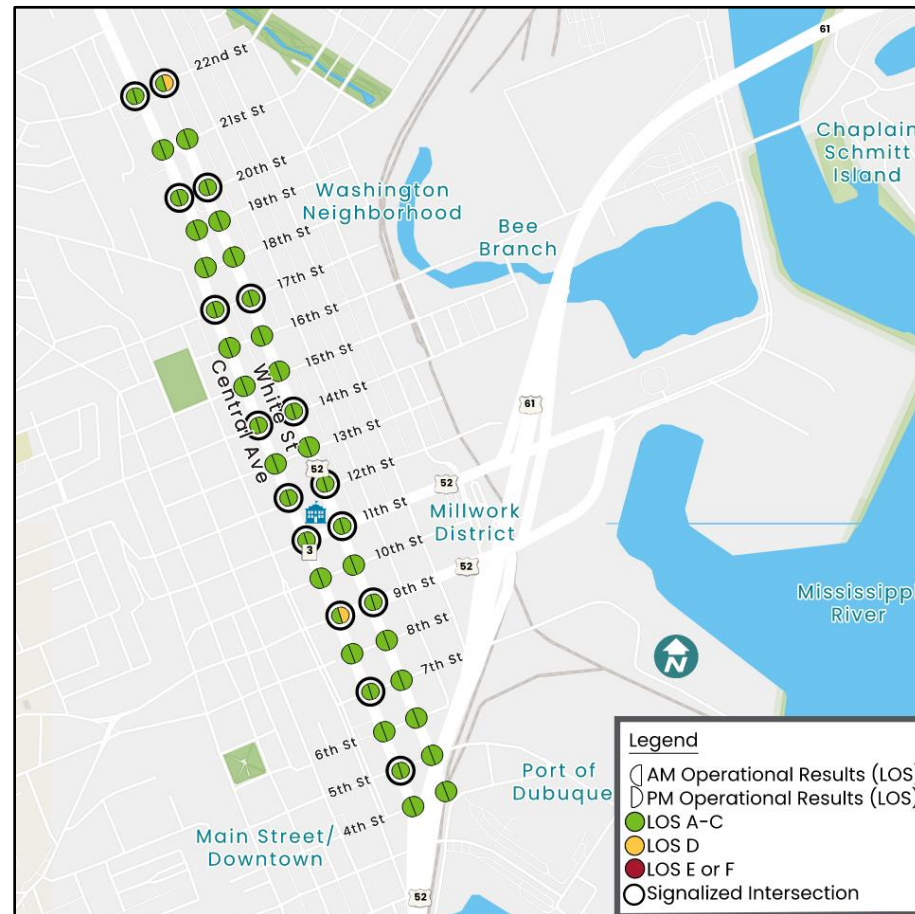 61
22nd St
21st St
20th St
19th St
18th St
17th St
16th St
15th St
14th St
13th St
12th St
11th St
10th St
9th St
8th St
7th St
6th St
5th St
4th St
Central Ave
White St
Washington
Neighborhood
Bee
Branch
Chaplain
Schmitt
Island
61
52
52
Millwork
District
3
52
Mississipp
River
N
Port of
Dubuque
Main Street/
Downtown
52
Legend
AM Operational Results (LOS)
PM Operational Results (LOS)
LOS A-C
LOS D
LOS E or F
Signalized Intersection